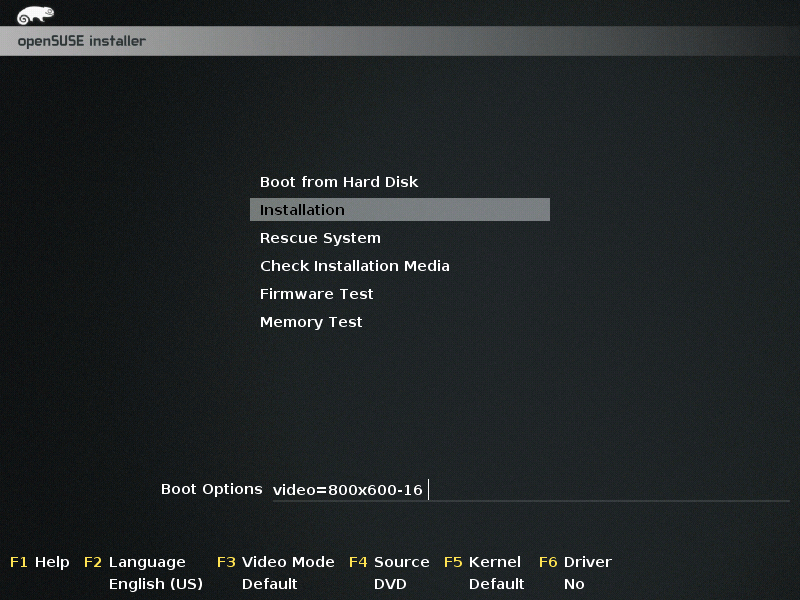 openSUSE installer
Boot from Hard Disk
Installation
Rescue System
Check Installation Media
Firmware Test
Memory Test
Boot Options video=800x600-16
F1 Help F2 Language F3 Video Mode F4 Source F5 Kernel F6 Driver
English (US) Default DVD Default No